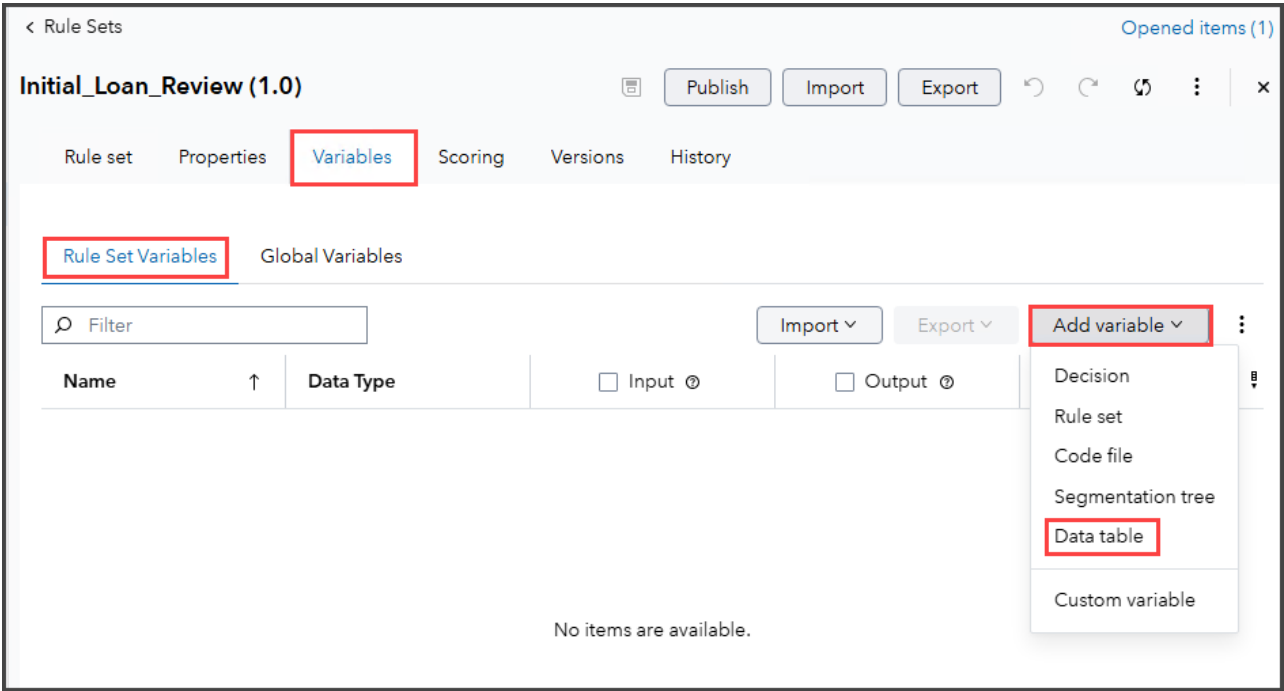 Rule Sets
Opened items (1)
Initial_Loan_Review (1.0)
Publish
Import
Export
Rule set
Properties
Variables
Scoring
Versions
History
Rule Set Variables
Global Variables
Filter
Import
Export
Add variable
Name
Data Type
Input
Output
Decision
Rule set
Code file
Segmentation tree
Data table
Custom variable
No items are available.